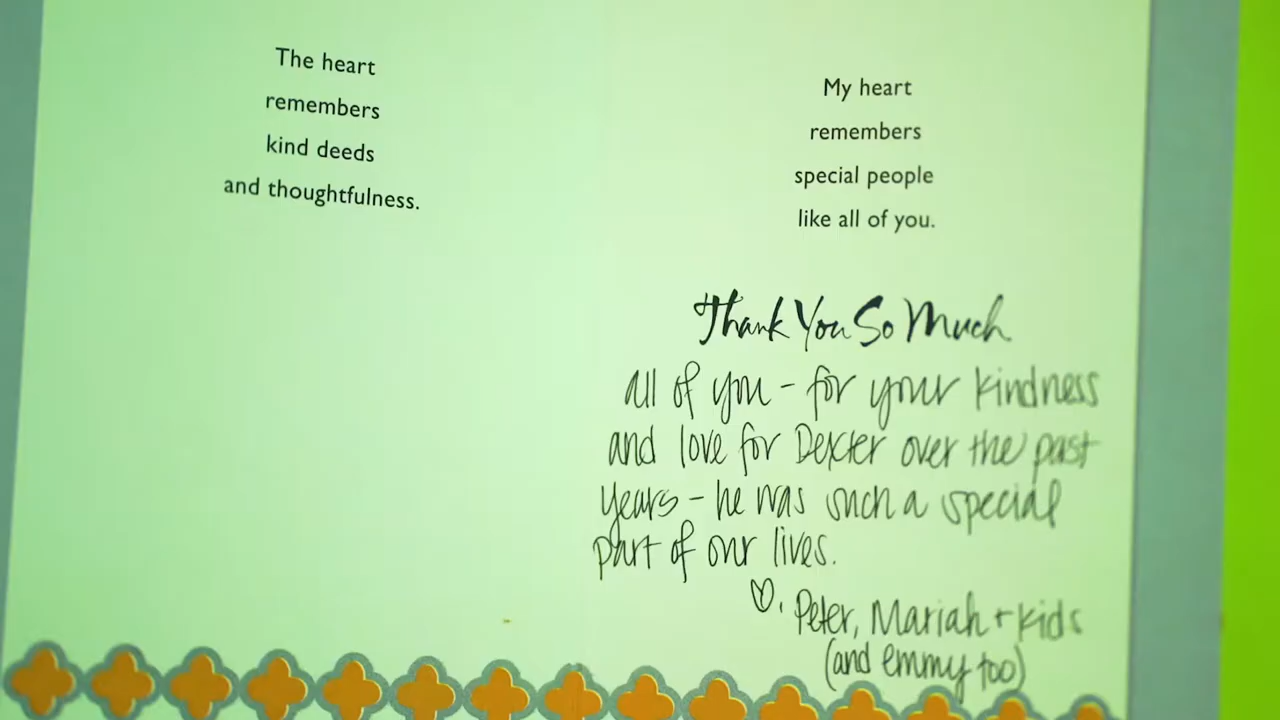 The heart
remembers
kind deeds
and thoughtfulness.
My heart
remembers
special people
like all of you.
Thank You So Much
all of you - for your kindness
and love for Dexter over the past
years - he was such a special
part of our lives.
♡, Peter, Mariah + kids
(and emmy too)